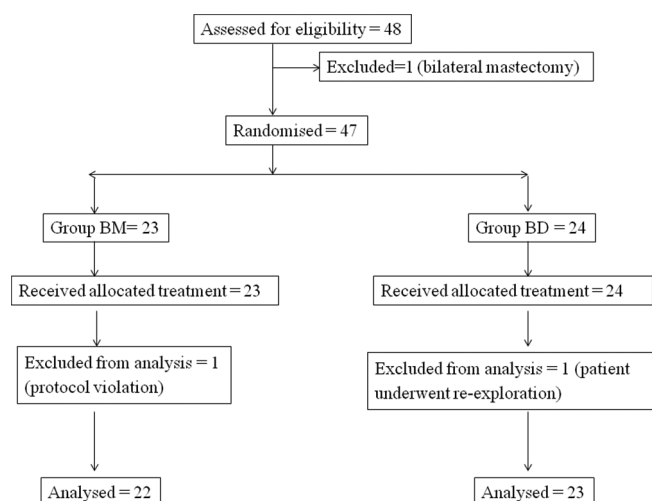 Assessed for eligibility = 48
Excluded=1 (bilateral mastectomy)
Randomised = 47
Group BM= 23
Group BD = 24
Received allocated treatment = 23
Received allocated treatment = 24
Excluded from analysis = 1
(protocol violation)
Excluded from analysis = 1 (patient
underwent re-exploration)
Analysed = 22
Analysed = 23